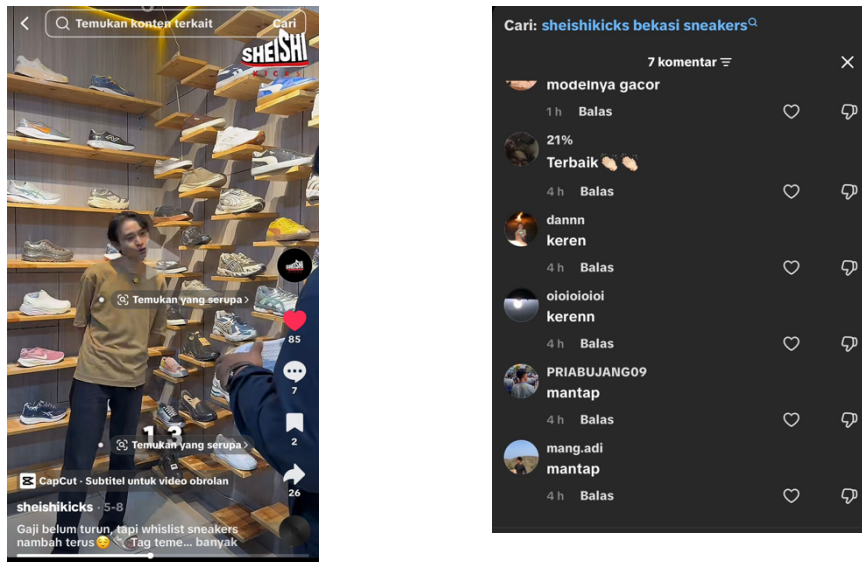 Temukan konten terkait
Cari
SHEISHI
KICKS
Temukan yang serupa >
85
7
1 3
Temukan yang serupa >
2
CapCut · Subtitel untuk video obrolan
26
sheishikicks · 5-8
Gaji belum turun, tapi whislist sneakers
nambah terus😔 Tag teme... banyak
Cari: sheishikicks bekasi sneakers
7 komentar
modelnya gacor
1 h Balas
21%
Terbaik👏🏻👏🏻
4 h Balas
dannn
keren
4 h Balas
oioioioioi
kerenn
4 h Balas
PRIABUJANG09
mantap
4 h Balas
mang.adi
mantap
4 h Balas